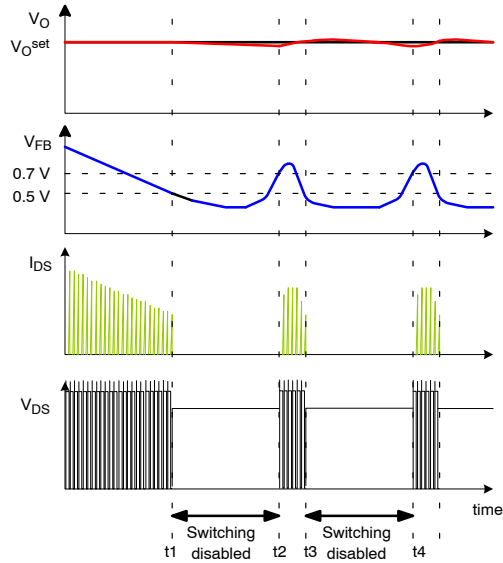 V_O
V_O^set
V_FB
0.7 V
0.5 V
I_DS
V_DS
time
Switching disabled
Switching disabled
t1
t2
t3
t4